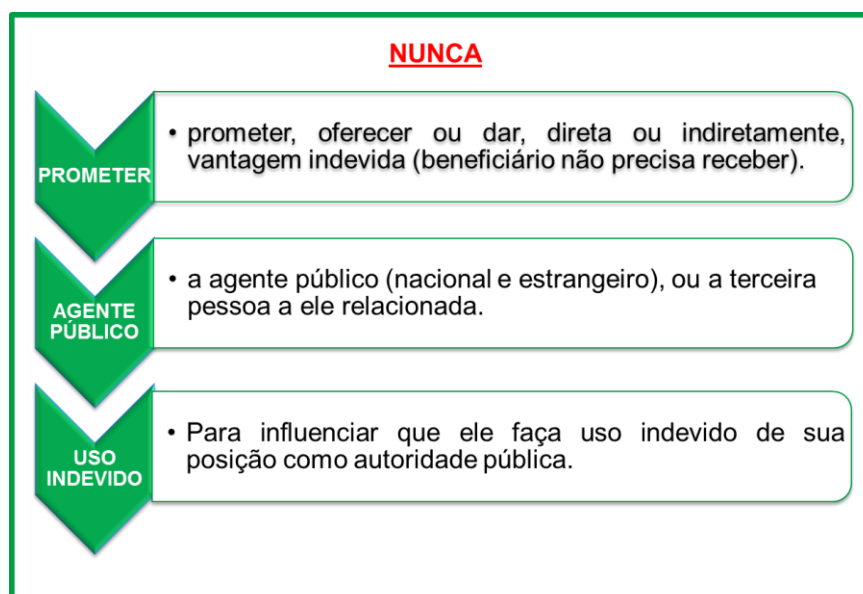 NUNCA
PROMETER
• prometer, oferecer ou dar, direta ou indiretamente,
vantagem indevida (beneficiário não precisa receber).
AGENTE
PÚBLICO
• a agente público (nacional e estrangeiro), ou a terceira
pessoa a ele relacionada.
USO
INDEVIDO
• Para influenciar que ele faça uso indevido de sua
posição como autoridade pública.